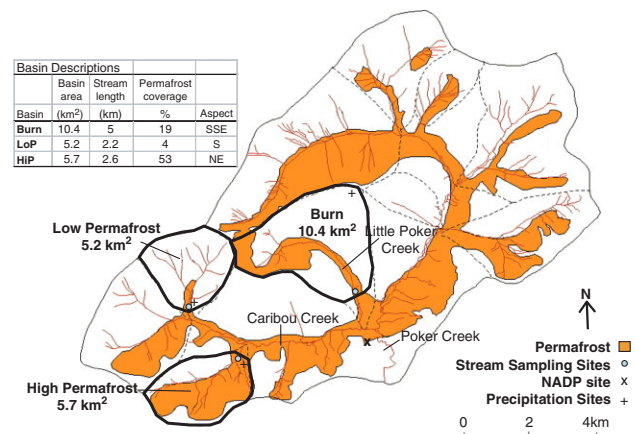 Basin Descriptions
Basin Stream Permafrost
area length coverage
Basin (km²) (km) % Aspect
Burn 10.4 5 19 SSE
LoP 5.2 2.2 4 S
HiP 5.7 2.6 53 NE
Low Permafrost
5.2 km²
Burn
10.4 km²
Little Poker
Creek
Caribou Creek
Poker Creek
x
High Permafrost
5.7 km²
N
Permafrost
Stream Sampling Sites
NADP site x
Precipitation Sites +
0 2 4km